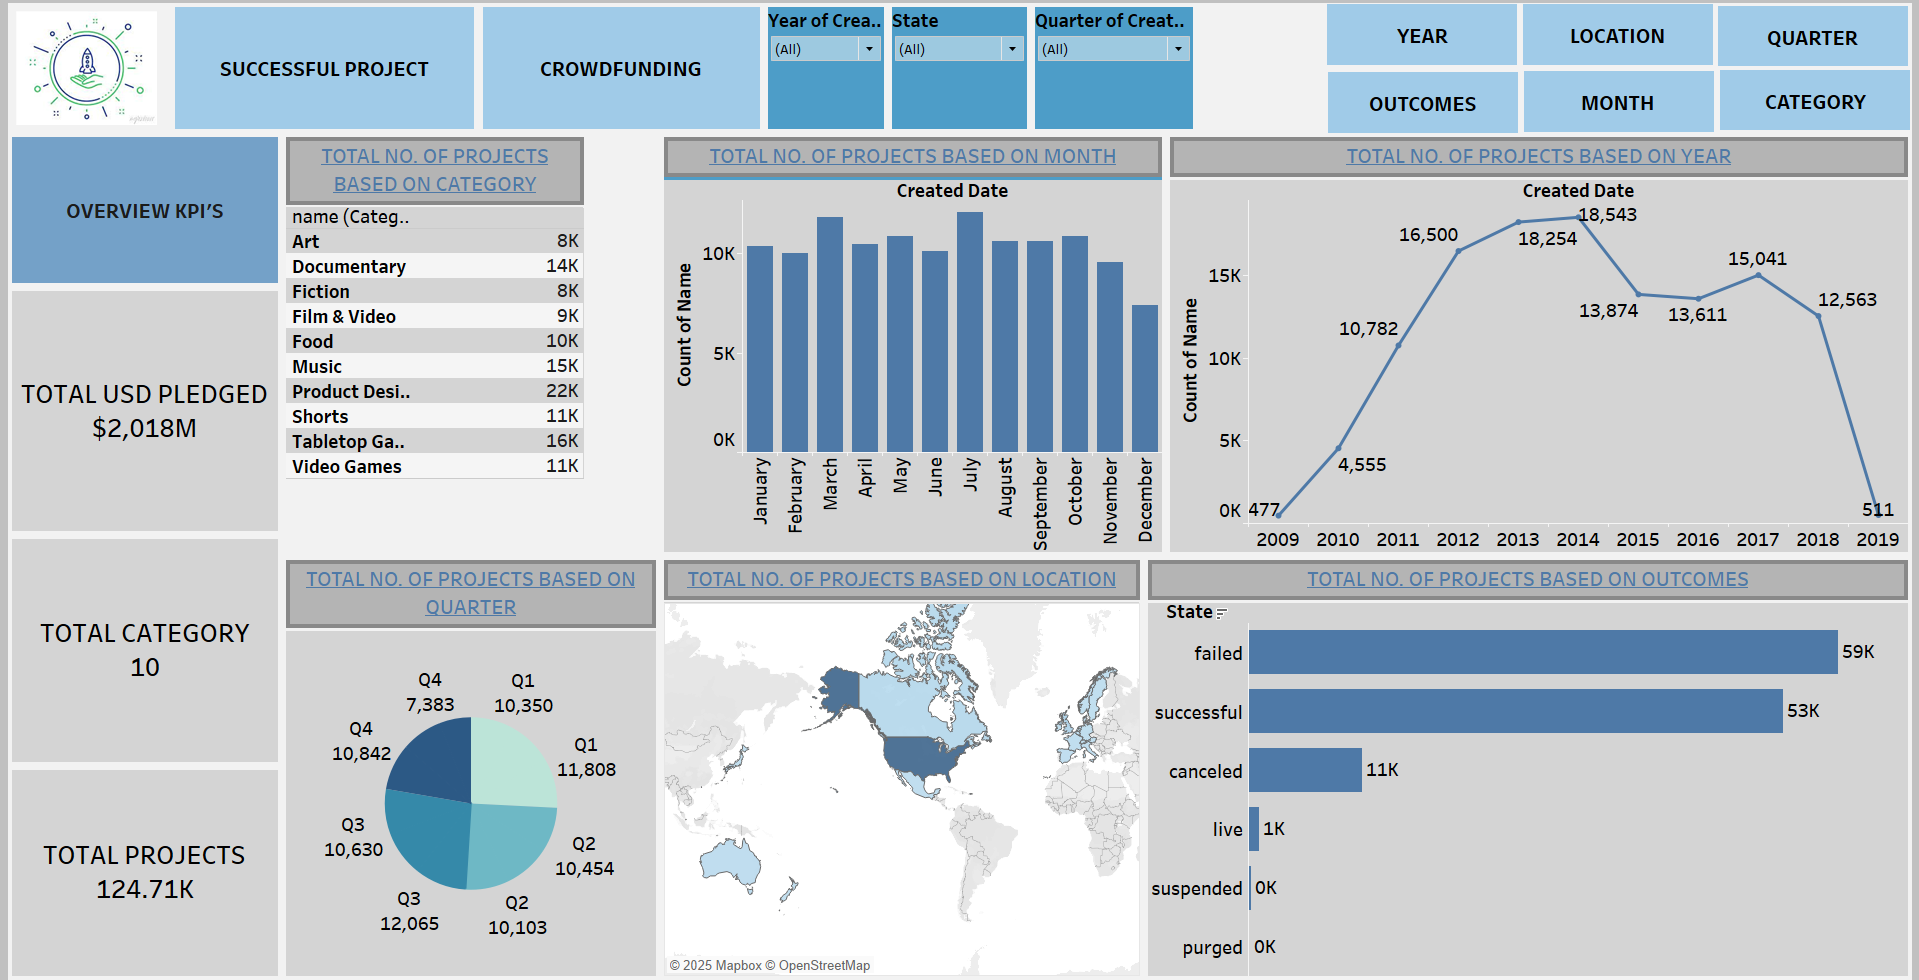 SUCCESSFUL PROJECT
CROWDFUNDING
Year of Crea..
(All)
State
(All)
Quarter of Creat..
(All)
YEAR
LOCATION
QUARTER
OUTCOMES
MONTH
CATEGORY
OVERVIEW KPI’S
TOTAL USD PLEDGED
$2,018M
TOTAL CATEGORY
10
TOTAL PROJECTS
124.71K
TOTAL NO. OF PROJECTS
BASED ON CATEGORY
name (Categ..
Art 8K
Documentary 14K
Fiction 8K
Film & Video 9K
Food 10K
Music 15K
Product Desi.. 22K
Shorts 11K
Tabletop Ga.. 16K
Video Games 11K
TOTAL NO. OF PROJECTS BASED ON MONTH
Created Date
Count of Name
10K
5K
0K
January
February
March
April
May
June
July
August
September
October
November
December
TOTAL NO. OF PROJECTS BASED ON YEAR
Created Date
Count of Name
15K
10K
5K
0K
477
4,555
10,782
16,500
18,254
18,543
13,874
13,611
15,041
12,563
511
2009 2010 2011 2012 2013 2014 2015 2016 2017 2018 2019
TOTAL NO. OF PROJECTS BASED ON
QUARTER
Q4
7,383
Q1
10,350
Q4
10,842
Q1
11,808
Q3
10,630
Q2
10,454
Q3
12,065
Q2
10,103
TOTAL NO. OF PROJECTS BASED ON LOCATION
© 2025 Mapbox © OpenStreetMap
TOTAL NO. OF PROJECTS BASED ON OUTCOMES
State
failed 59K
successful 53K
canceled 11K
live 1K
suspended 0K
purged 0K